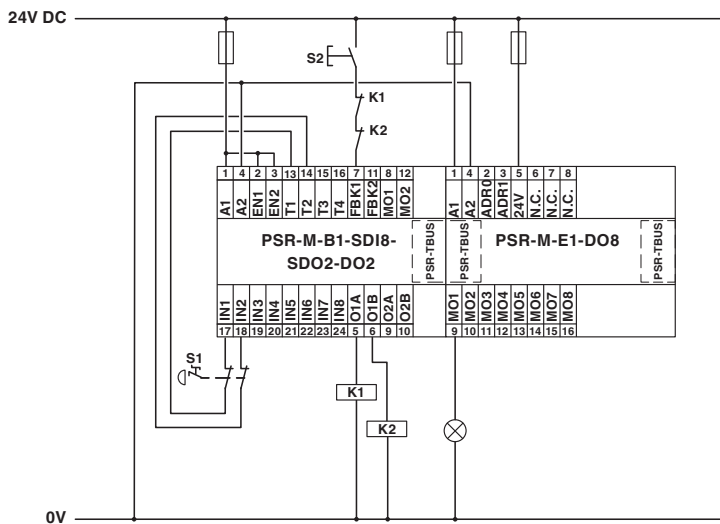 24V DC
S2
K1
K2
1 4 2 3 13 14 15 16 7 11 8 12
A1 A2 EN1 EN2 T1 T2 T3 T4 FBK1 FBK2 MO1 MO2
1 4 2 3 5 6 7 8
A1 A2 ADR0 ADR1 24V N.C. N.C. N.C.
PSR-M-B1-SDI8-
SDO2-DO2
PSR-TBUS
PSR-TBUS
PSR-M-E1-DO8
PSR-TBUS
IN1 IN2 IN3 IN4 IN5 IN6 IN7 IN8 O1A O1B O2A O2B
17 18 19 20 21 22 23 24 5 6 9 10
MO1 MO2 MO3 MO4 MO5 MO6 MO7 MO8
9 10 11 12 13 14 15 16
S1
K1
K2
0V